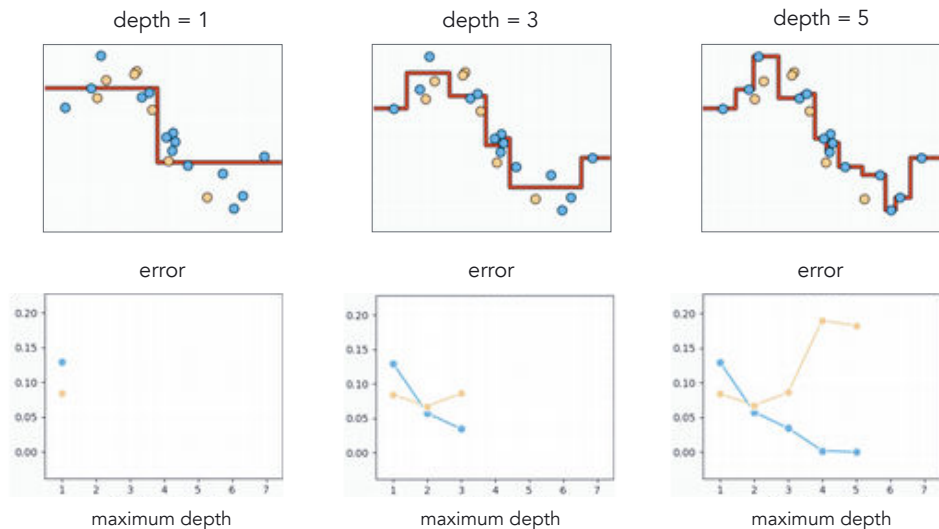 depth = 1
depth = 3
depth = 5
error
error
error
0.20
0.15
0.10
0.05
0.00
1 2 3 4 5 6 7
maximum depth
0.20
0.15
0.10
0.05
0.00
1 2 3 4 5 6 7
maximum depth
0.20
0.15
0.10
0.05
0.00
1 2 3 4 5 6 7
maximum depth